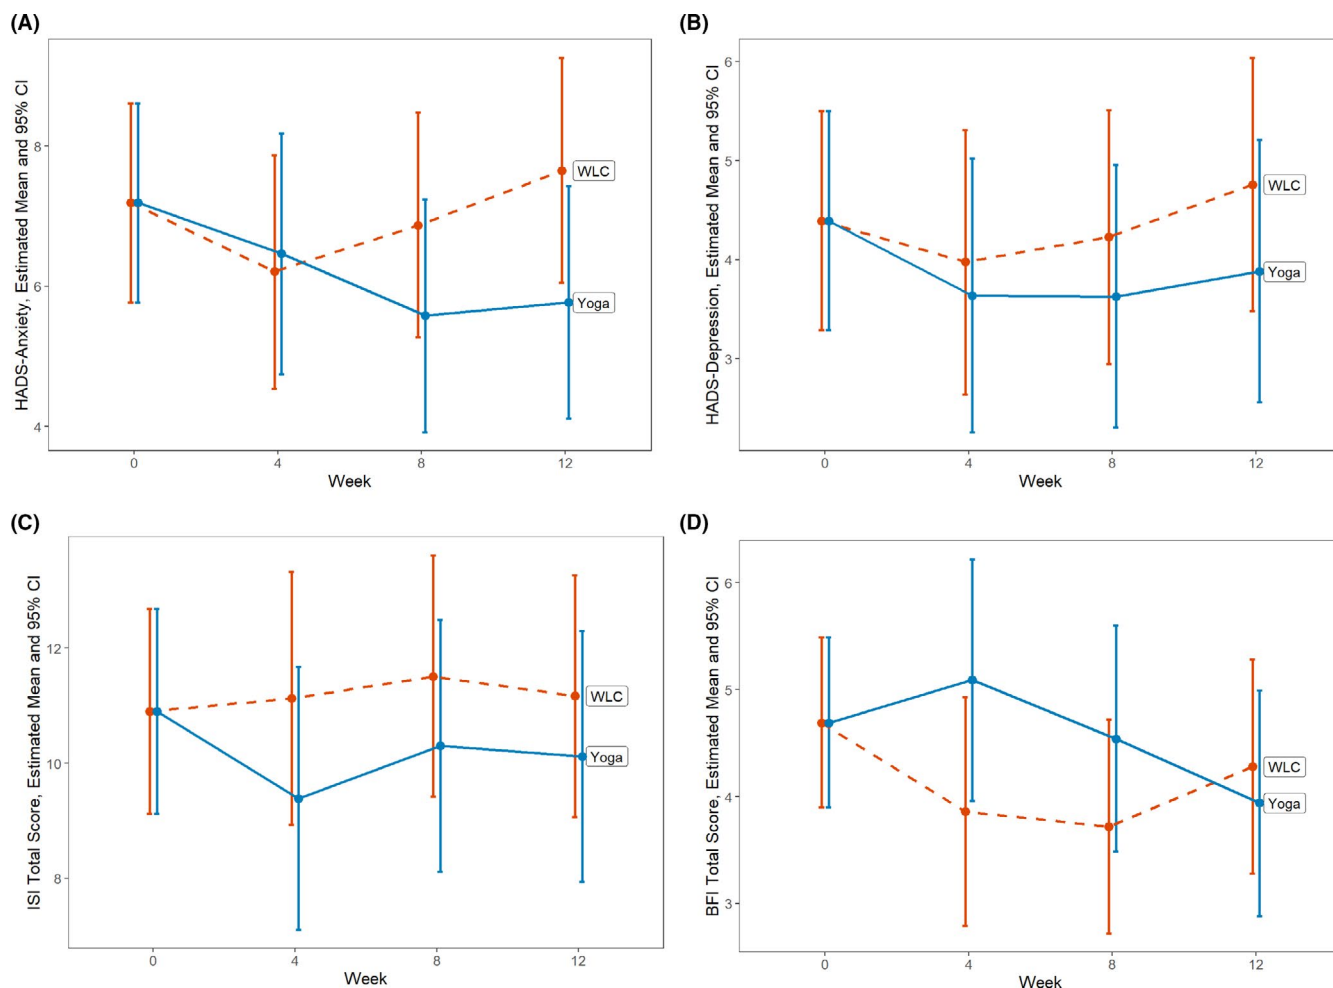 (A)
HADS-Anxiety, Estimated Mean and 95% CI
8
6
4
WLC
Yoga
0 4 8 12
Week
(B)
HADS-Depression, Estimated Mean and 95% CI
6
5
4
3
WLC
Yoga
0 4 8 12
Week
(C)
ISI Total Score, Estimated Mean and 95% CI
12
10
8
WLC
Yoga
0 4 8 12
Week
(D)
BFI Total Score, Estimated Mean and 95% CI
6
5
4
3
WLC
Yoga
0 4 8 12
Week